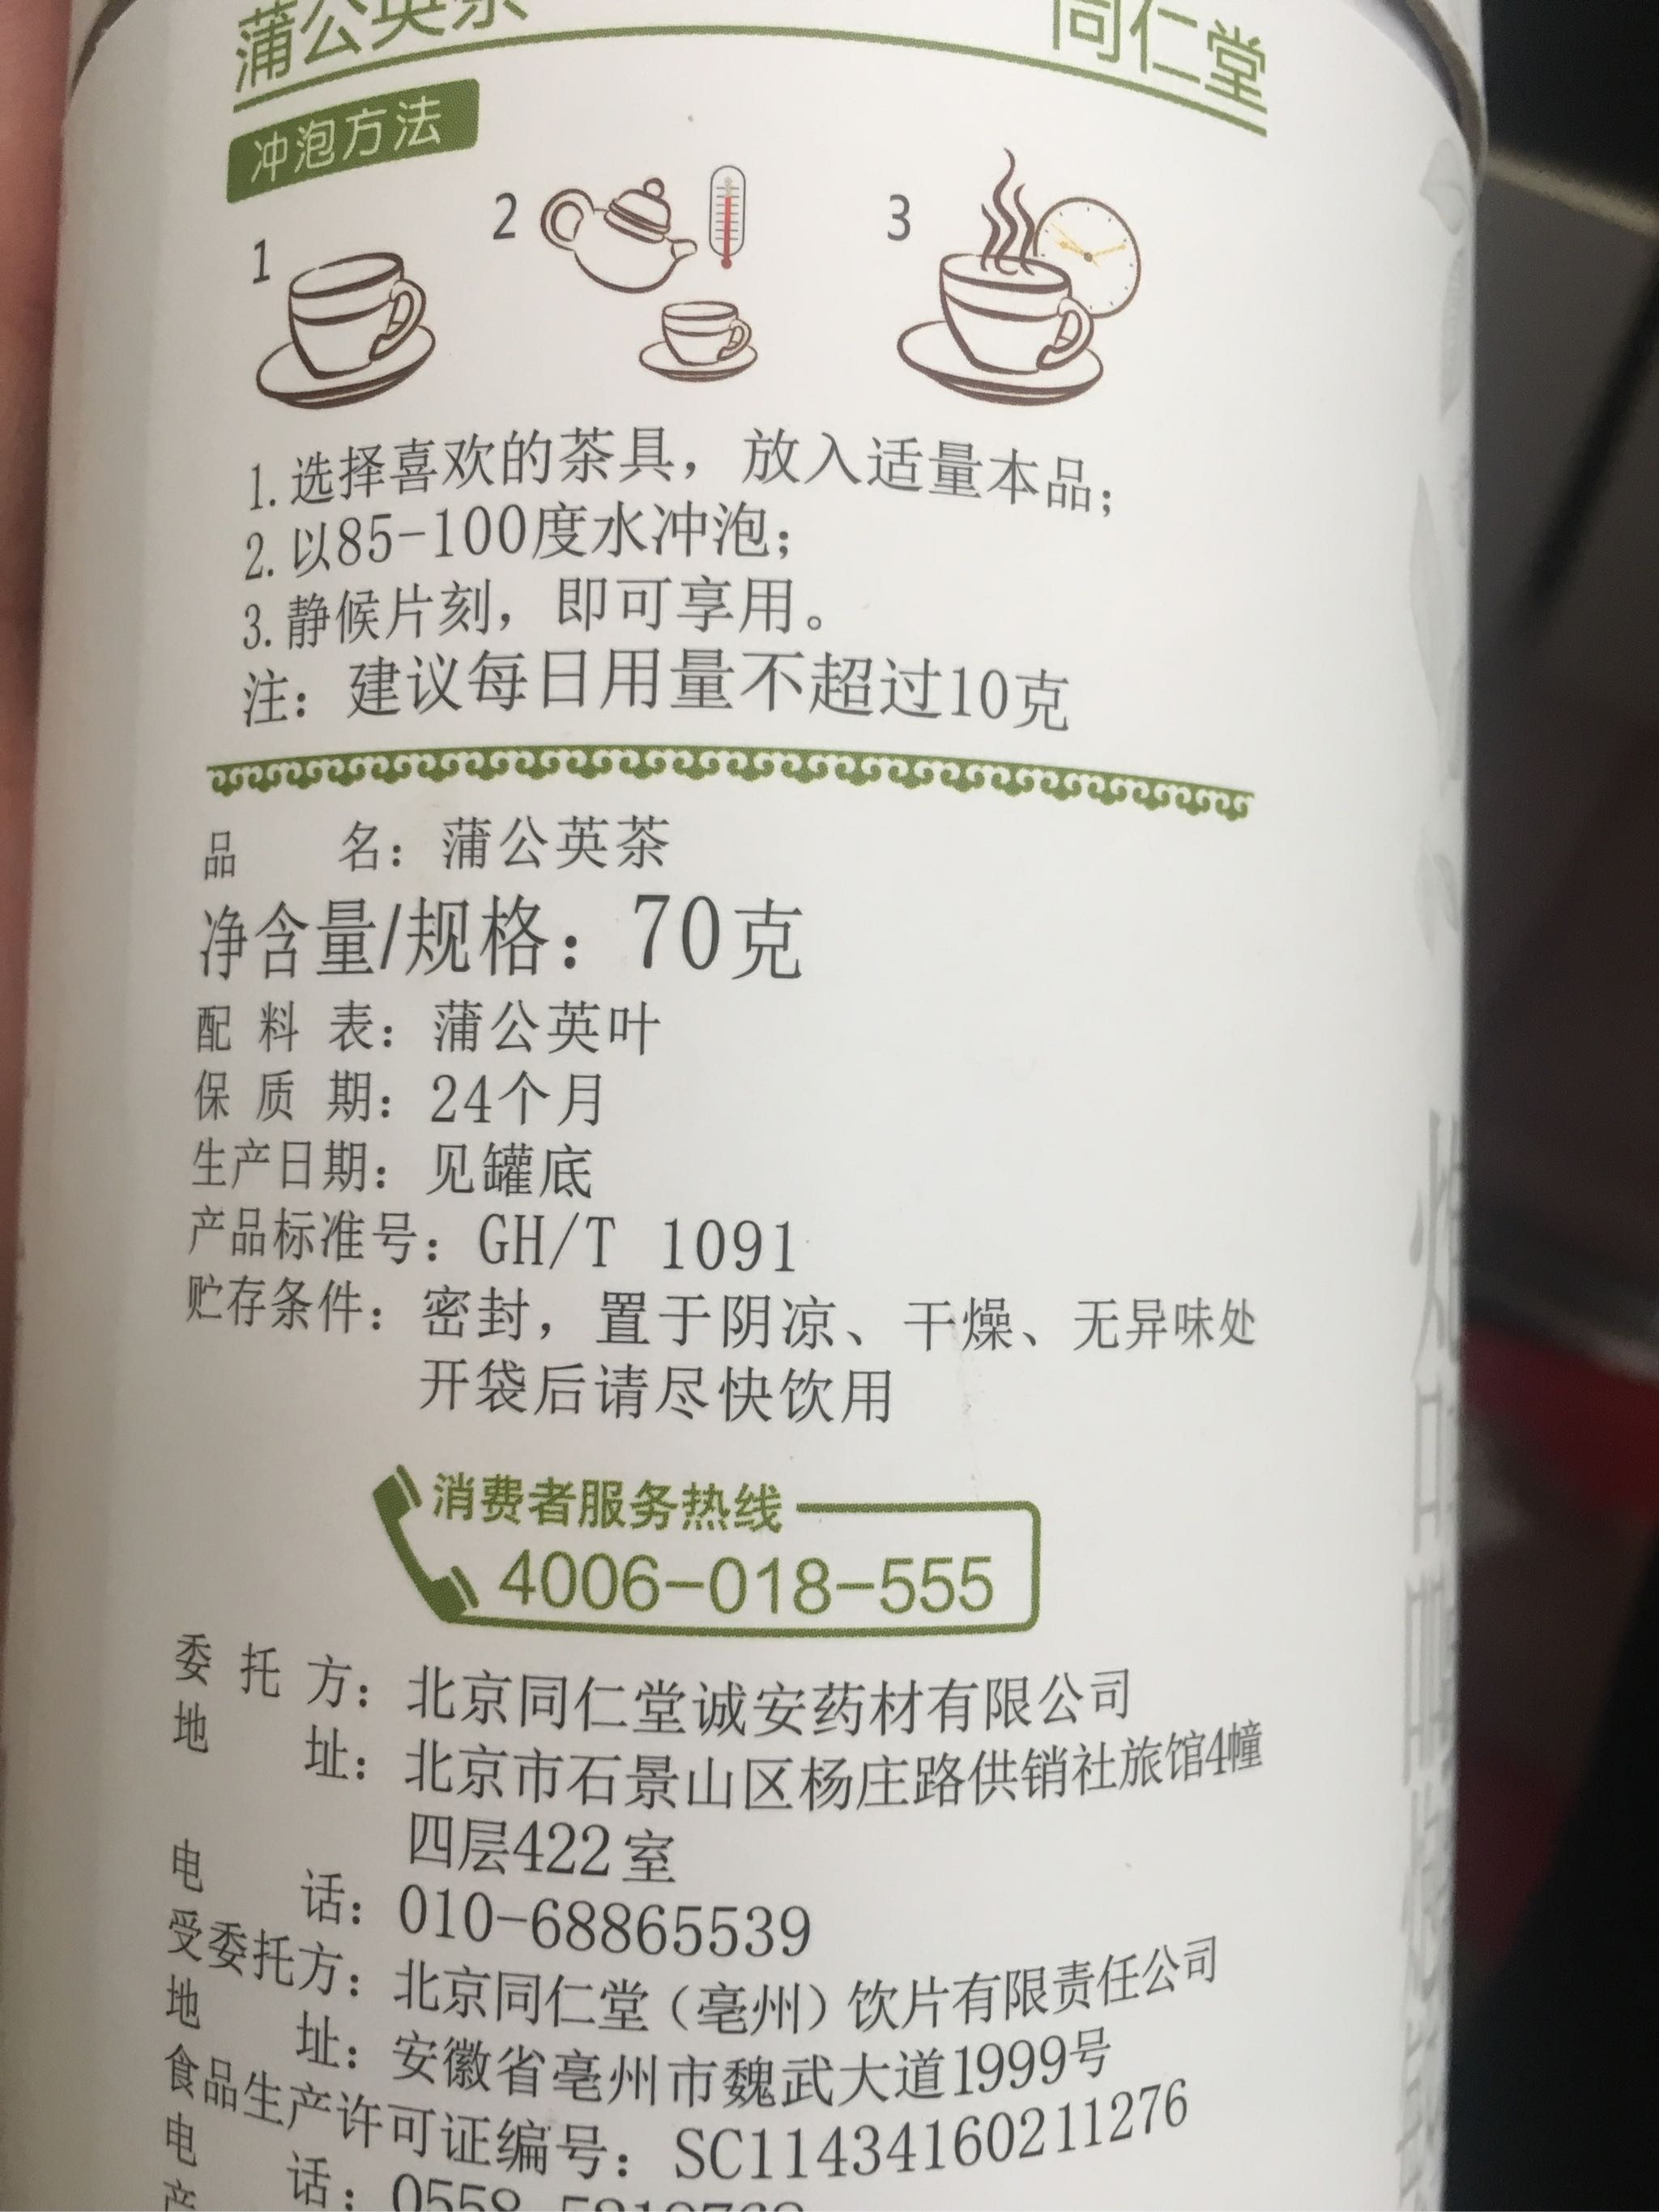 蒲公英茶 同仁堂
冲泡方法
1 2 3
1.选择喜欢的茶具，放入适量本品；
2.以85-100度水冲泡；
3.静候片刻，即可享用。
注：建议每日用量不超过10克
品 名：蒲公英茶
净含量/规格：70克
配 料 表：蒲公英叶
保 质 期：24个月
生产日期：见罐底
产品标准号：GH/T 1091
贮存条件：密封，置于阴凉、干燥、无异味处
开袋后请尽快饮用
消费者服务热线
4006-018-555
委 托 方：北京同仁堂诚安药材有限公司
地 址：北京市石景山区杨庄路供销社旅馆4幢
四层422室
电 话：010-68865539
受委托方：北京同仁堂（亳州）饮片有限责任公司
地 址：安徽省亳州市魏武大道1999号
食品生产许可证编号：SC11434160211276
电 话：0558-